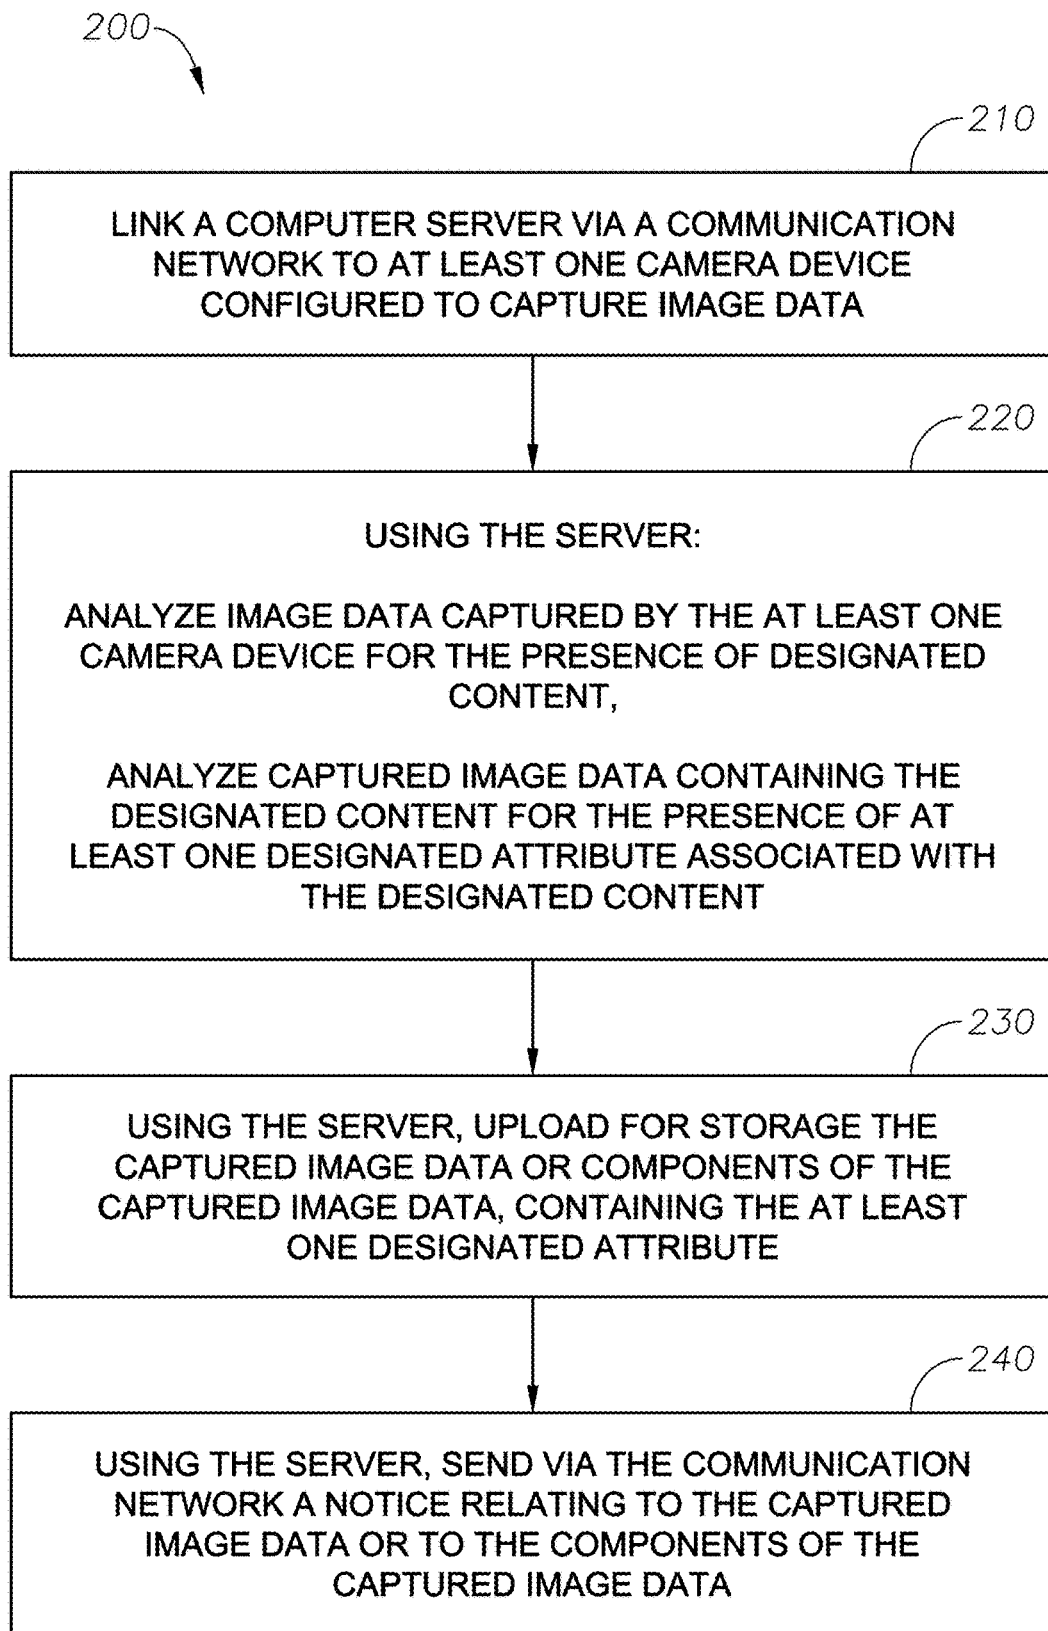 200
210
LINK A COMPUTER SERVER VIA A COMMUNICATION
NETWORK TO AT LEAST ONE CAMERA DEVICE
CONFIGURED TO CAPTURE IMAGE DATA
220
USING THE SERVER:
ANALYZE IMAGE DATA CAPTURED BY THE AT LEAST ONE
CAMERA DEVICE FOR THE PRESENCE OF DESIGNATED
CONTENT,
ANALYZE CAPTURED IMAGE DATA CONTAINING THE
DESIGNATED CONTENT FOR THE PRESENCE OF AT
LEAST ONE DESIGNATED ATTRIBUTE ASSOCIATED WITH
THE DESIGNATED CONTENT
230
USING THE SERVER, UPLOAD FOR STORAGE THE
CAPTURED IMAGE DATA OR COMPONENTS OF THE
CAPTURED IMAGE DATA, CONTAINING THE AT LEAST
ONE DESIGNATED ATTRIBUTE
240
USING THE SERVER, SEND VIA THE COMMUNICATION
NETWORK A NOTICE RELATING TO THE CAPTURED
IMAGE DATA OR TO THE COMPONENTS OF THE
CAPTURED IMAGE DATA